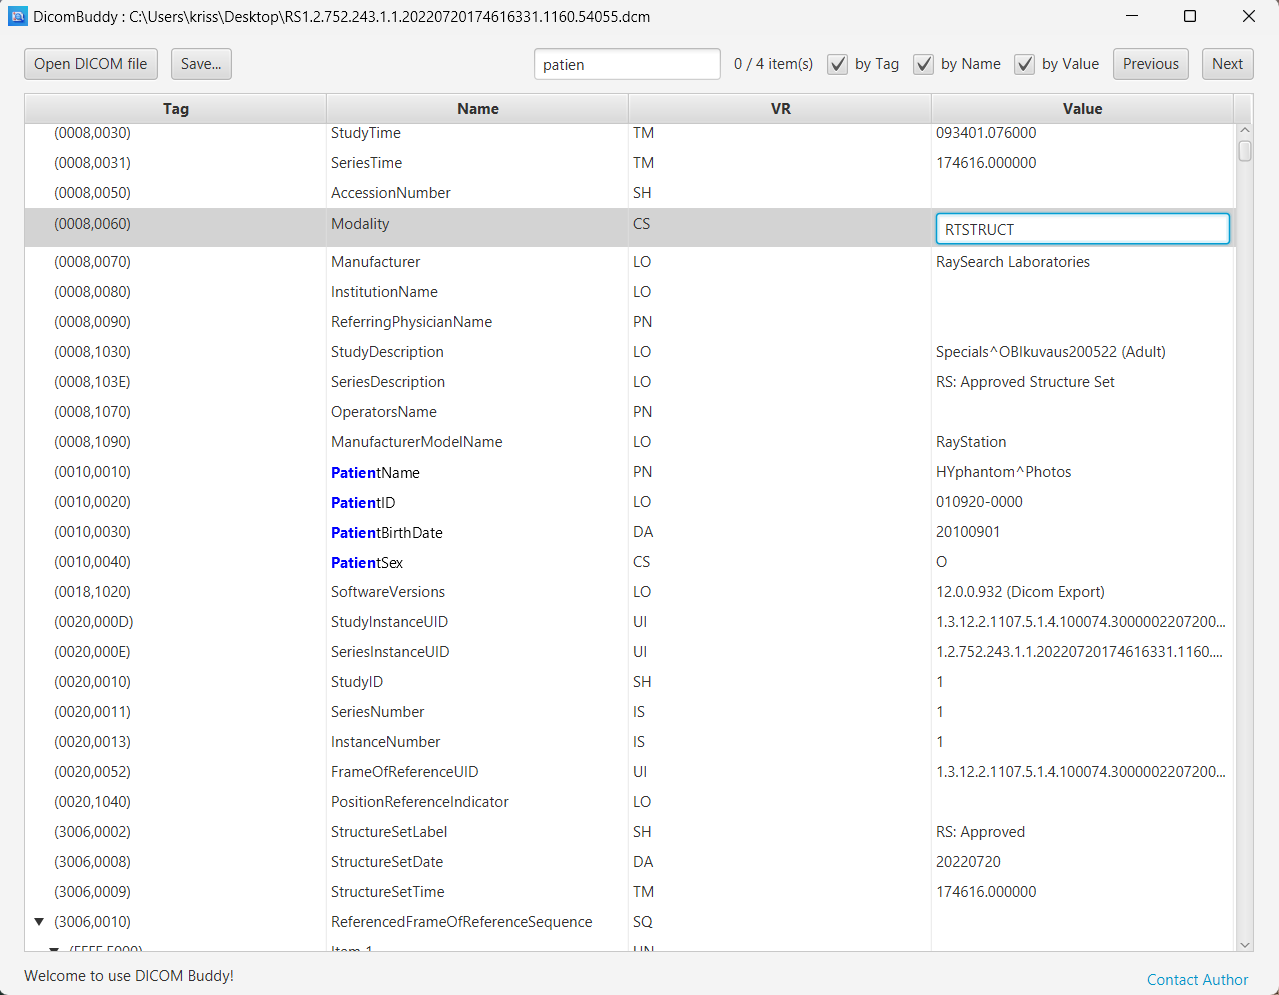 DicomBuddy : C:\Users\kriss\Desktop\RS1.2.752.243.1.1.20220720174616331.1160.54055.dcm
Open DICOM file Save... patien 0 / 4 item(s) by Tag by Name by Value Previous Next
Tag Name VR Value
(0008,0030) StudyTime TM 093401.076000
(0008,0031) SeriesTime TM 174616.000000
(0008,0050) AccessionNumber SH
(0008,0060) Modality CS RTSTRUCT
(0008,0070) Manufacturer LO RaySearch Laboratories
(0008,0080) InstitutionName LO
(0008,0090) ReferringPhysicianName PN
(0008,1030) StudyDescription LO Specials^OBIkuvaus200522 (Adult)
(0008,103E) SeriesDescription LO RS: Approved Structure Set
(0008,1070) OperatorsName PN
(0008,1090) ManufacturerModelName LO RayStation
(0010,0010) PatientName PN HYphantom^Photos
(0010,0020) PatientID LO 010920-0000
(0010,0030) PatientBirthDate DA 20100901
(0010,0040) PatientSex CS O
(0018,1020) SoftwareVersions LO 12.0.0.932 (Dicom Export)
(0020,000D) StudyInstanceUID UI 1.3.12.2.1107.5.1.4.100074.3000002207200...
(0020,000E) SeriesInstanceUID UI 1.2.752.243.1.1.20220720174616331.1160....
(0020,0010) StudyID SH 1
(0020,0011) SeriesNumber IS 1
(0020,0013) InstanceNumber IS 1
(0020,0052) FrameOfReferenceUID UI 1.3.12.2.1107.5.1.4.100074.3000002207200...
(0020,1040) PositionReferenceIndicator LO
(3006,0002) StructureSetLabel SH RS: Approved
(3006,0008) StructureSetDate DA 20220720
(3006,0009) StructureSetTime TM 174616.000000
(3006,0010) ReferencedFrameOfReferenceSequence SQ
(FFFE,E000) Item 1 UN
Welcome to use DICOM Buddy!
Contact Author